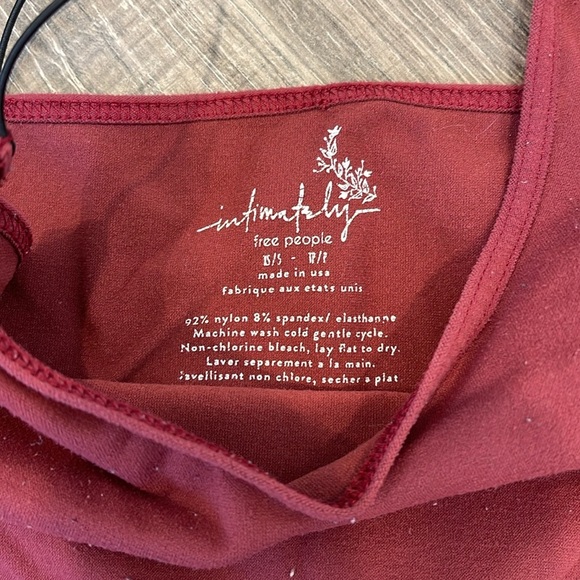 intimately
free people
XS/S - TP/P
made in usa
fabrique aux etats unis
92% nylon 8% spandex/ elasthanne
Machine wash cold gentle cycle.
Non-chlorine bleach, lay flat to dry.
Laver separement a la main.
Javellisant non chlore, secher a plat